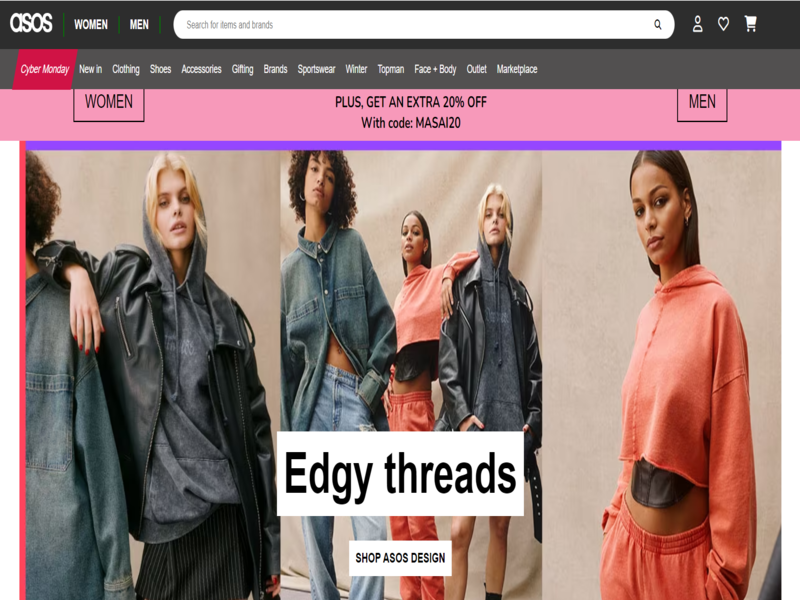 asos
WOMEN
MEN
Search for items and brands
Cyber Monday New in Clothing Shoes Accessories Gifting Brands Sportswear Winter Topman Face + Body Outlet Marketplace
WOMEN
PLUS, GET AN EXTRA 20% OFF
With code: MASAI20
MEN
Edgy threads
SHOP ASOS DESIGN